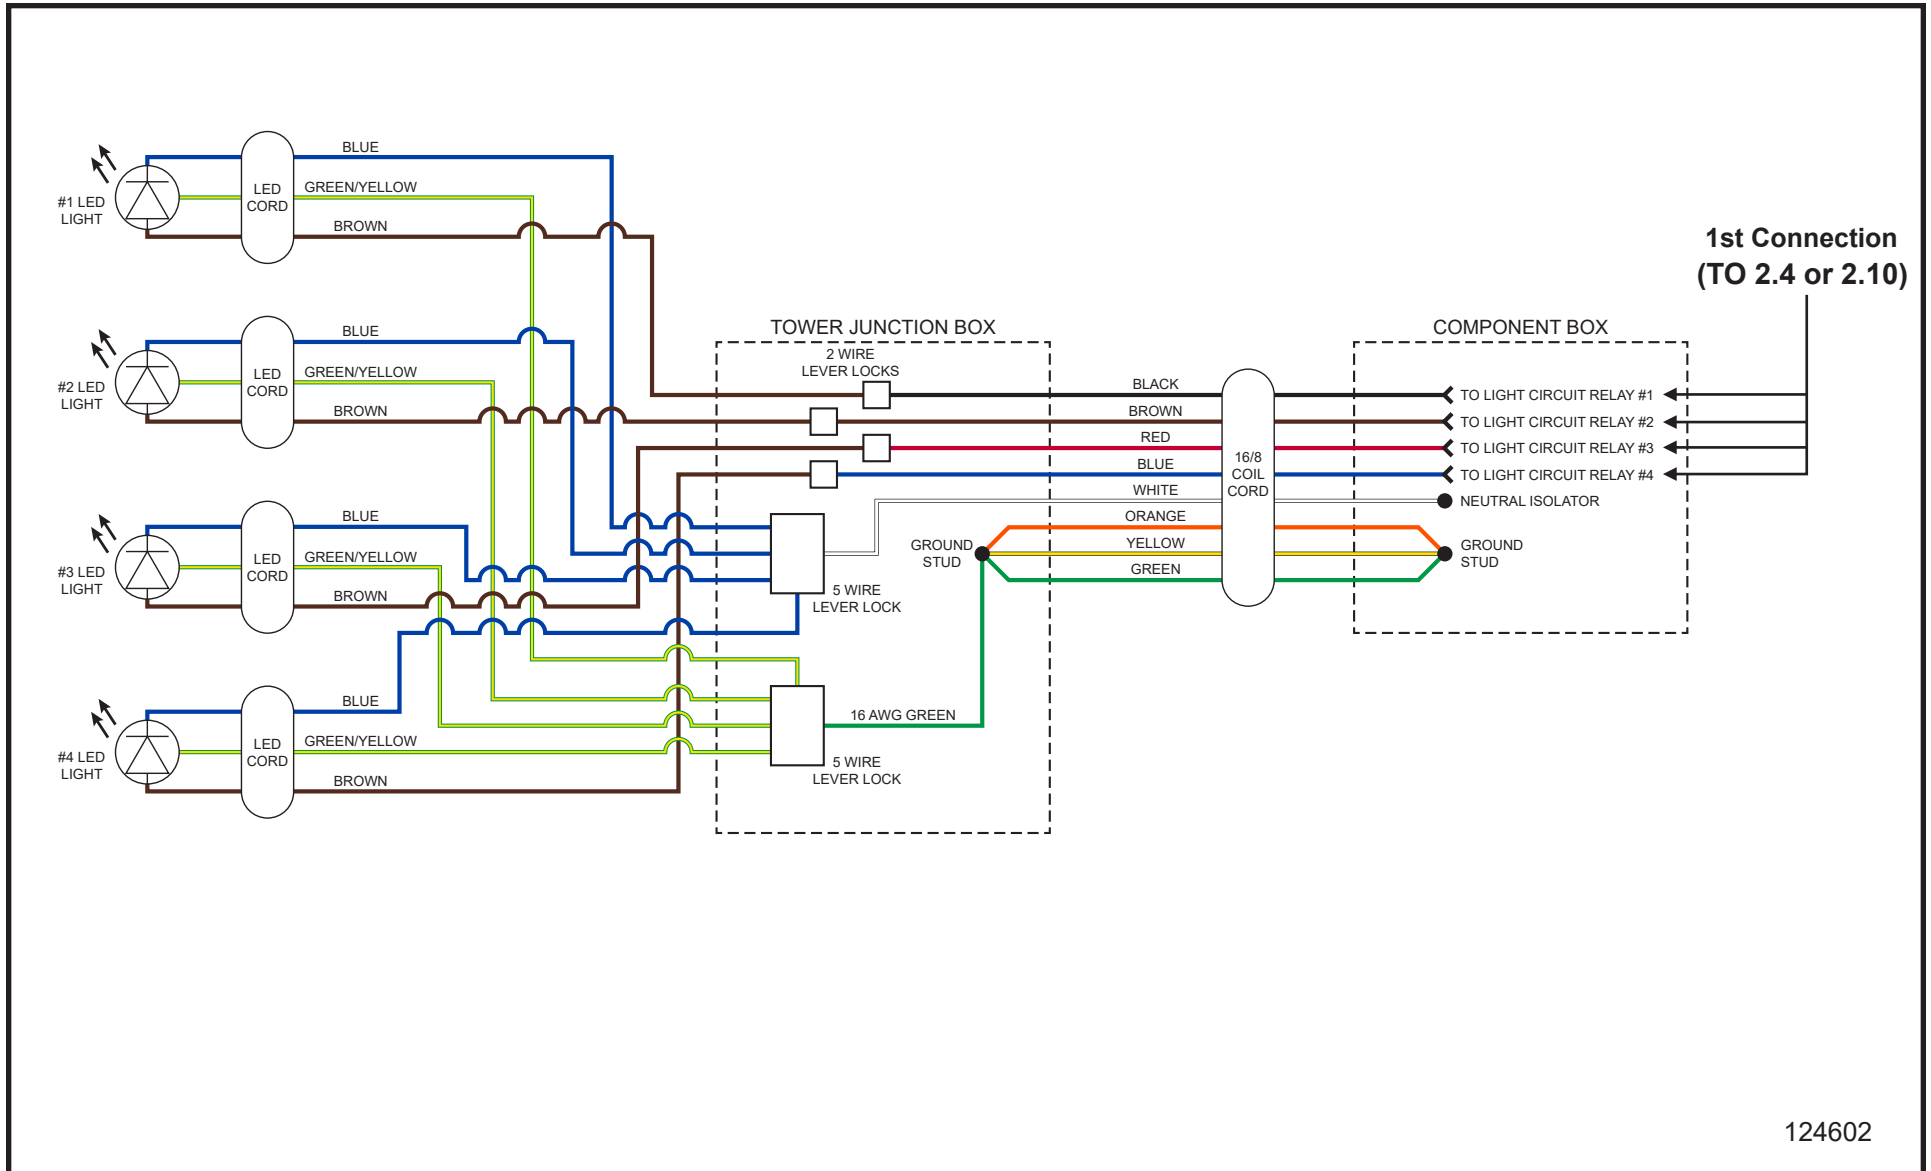 BLUE
GREEN/YELLOW
BROWN
LED
CORD
#1 LED
LIGHT
1st Connection
(TO 2.4 or 2.10)
BLUE
GREEN/YELLOW
BROWN
LED
CORD
#2 LED
LIGHT
TOWER JUNCTION BOX
2 WIRE
LEVER LOCKS
COMPONENT BOX
BLACK
BROWN
RED
BLUE
WHITE
ORANGE
YELLOW
GREEN
16/8
COIL
CORD
TO LIGHT CIRCUIT RELAY #1
TO LIGHT CIRCUIT RELAY #2
TO LIGHT CIRCUIT RELAY #3
TO LIGHT CIRCUIT RELAY #4
NEUTRAL ISOLATOR
GROUND
STUD
GROUND
STUD
BLUE
GREEN/YELLOW
BROWN
LED
CORD
#3 LED
LIGHT
5 WIRE
LEVER LOCK
BLUE
GREEN/YELLOW
BROWN
LED
CORD
#4 LED
LIGHT
16 AWG GREEN
5 WIRE
LEVER LOCK
124602